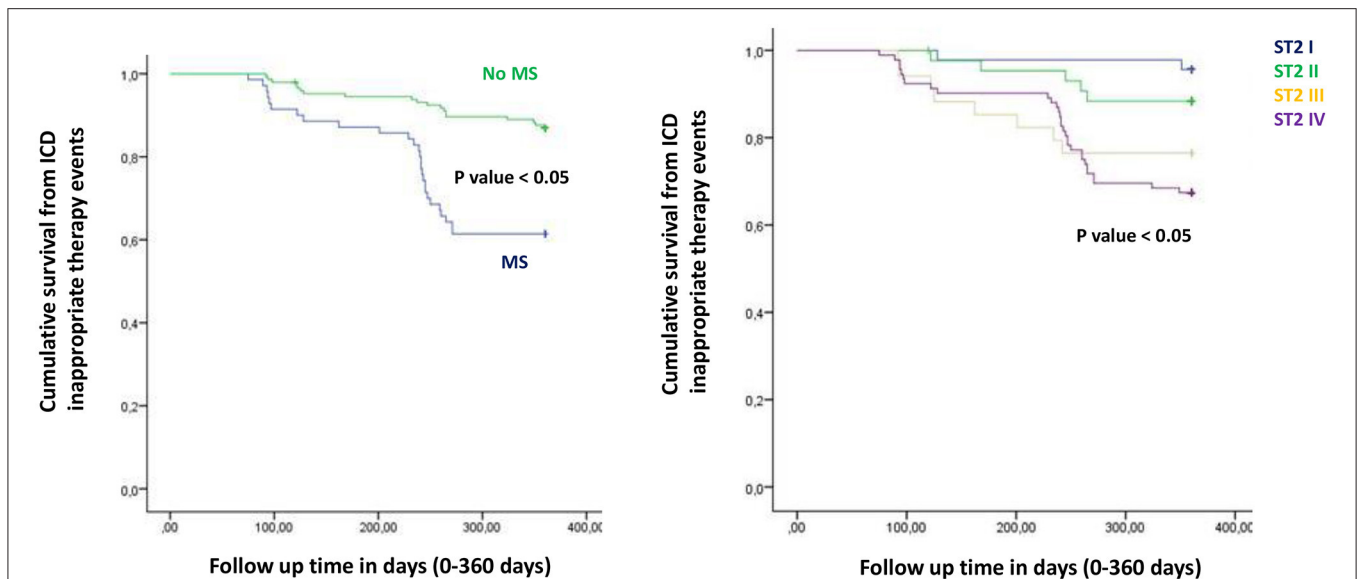 Cumulative survival from ICD
inappropriate therapy events
1,0
0,8
0,6
0,4
0,2
0,0
No MS
P value < 0.05
MS
,00
100,00
200,00
300,00
400,00
Follow up time in days (0-360 days)
Cumulative survival from ICD
inappropriate therapy events
1,0
0,8
0,6
0,4
0,2
0,0
ST2 I
ST2 II
ST2 III
ST2 IV
P value < 0.05
,00
100,00
200,00
300,00
400,00
Follow up time in days (0-360 days)